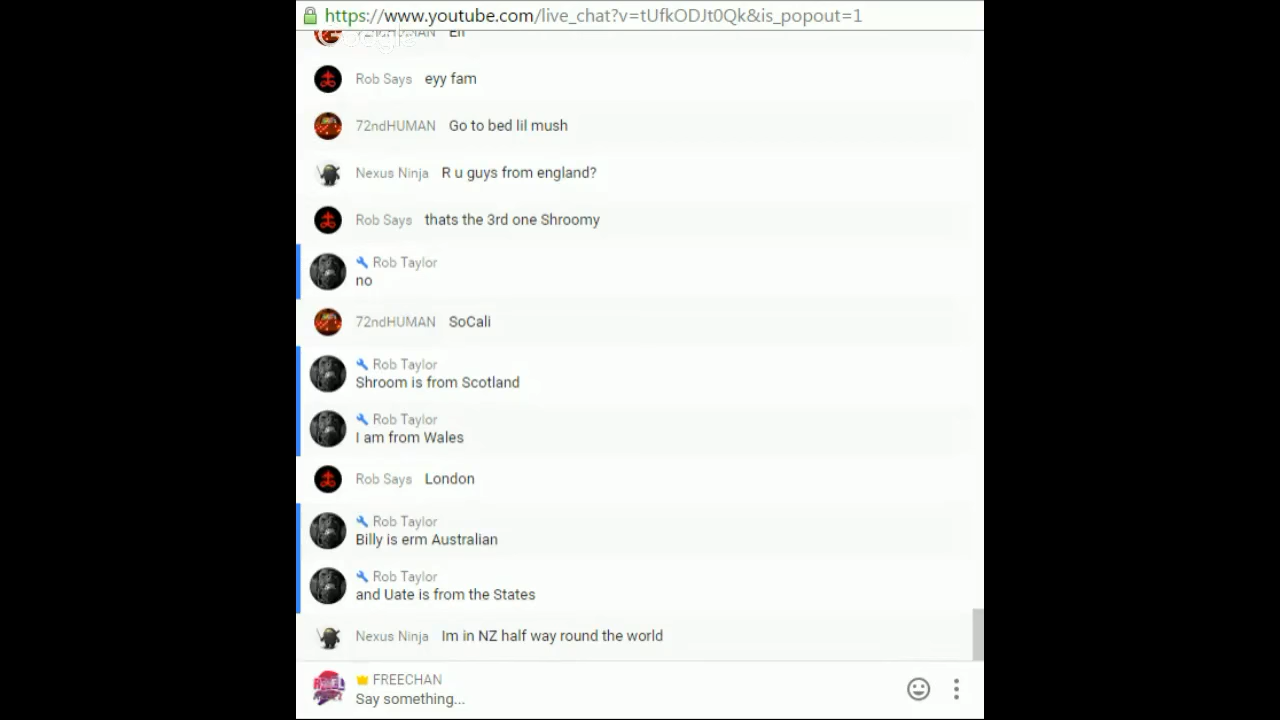 https://www.youtube.com/live_chat?v=tUfkODJt0Qk&is_popout=1
Google
72ndHUMAN
Rob Says eyy fam
72ndHUMAN Go to bed lil mush
Nexus Ninja R u guys from england?
Rob Says thats the 3rd one Shroomy
Rob Taylor
no
72ndHUMAN SoCali
Rob Taylor
Shroom is from Scotland
Rob Taylor
I am from Wales
Rob Says London
Rob Taylor
Billy is erm Australian
Rob Taylor
and Uate is from the States
Nexus Ninja Im in NZ half way round the world
FREECHAN
Say something...